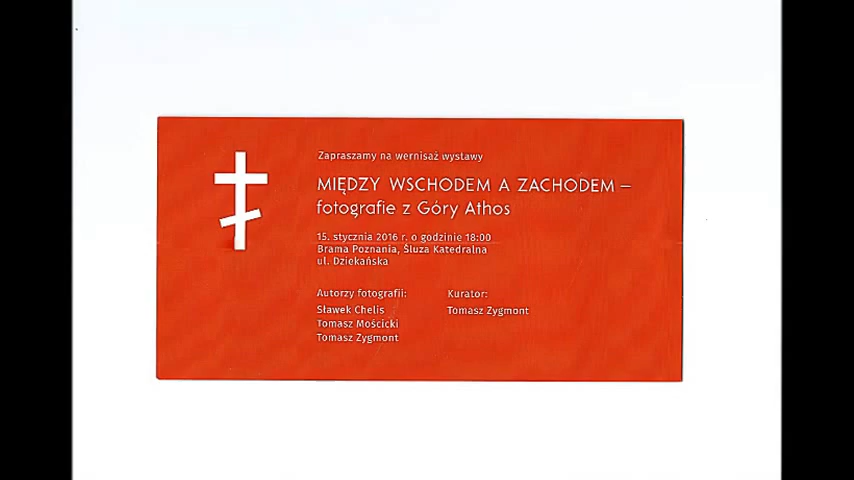 Zapraszamy na wernisaż wystawy
MIĘDZY WSCHODEM A ZACHODEM –
fotografie z Góry Athos
15. stycznia 2016 r. o godzinie 18:00
Brama Poznania, Śluza Katedralna
ul. Dziekańska
Autorzy fotografii:
Sławek Chelis
Tomasz Mościcki
Tomasz Zygmont
Kurator:
Tomasz Zygmont